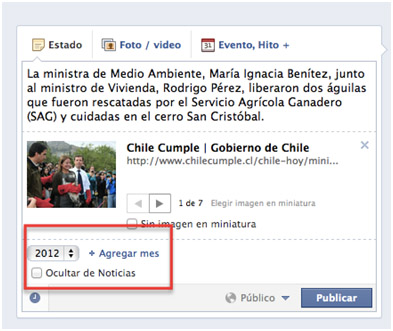 Estado Foto / video Evento, Hito +
La ministra de Medio Ambiente, María Ignacia Benítez, junto
al ministro de Vivienda, Rodrigo Pérez, liberaron dos águilas
que fueron rescatadas por el Servicio Agrícola Ganadero
(SAG) y cuidadas en el cerro San Cristóbal.
Chile Cumple | Gobierno de Chile
http://www.chilecumple.cl/chile-hoy/mini...
1 de 7 Elegir imagen en miniatura
Sin imagen en miniatura
2012 + Agregar mes
Ocultar de Noticias
Público Publicar